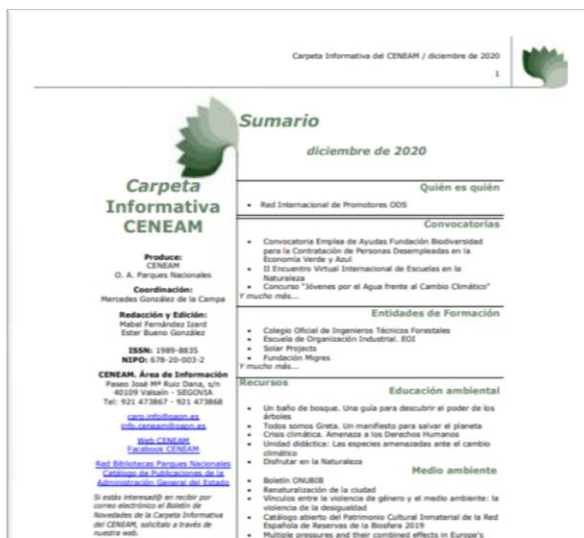 Carpeta Informativa del CENEAM / diciembre de 2020
1
Sumario
diciembre de 2020
Carpeta
Informativa
CENEAM
Produce:
CENEAM
O. A. Parques Nacionales
Coordinación:
Mercedes González de la Campa
Redacción y Edición:
Mabel Fernández Izard
Ester Bueno González
ISSN: 1989-8835
NIPO: 678-20-003-2
CENEAM. Área de Información
Paseo José Mª Ruiz Dana, s/n
40109 Valsaín - SEGOVIA
Tel: 921 473867 - 921 473868
carp.info@oapn.es
info.ceneam@oapn.es
Web CENEAM
Facebook CENEAM
Red Bibliotecas Parques Nacionales
Catálogo de Publicaciones de la
Administración General del Estado
Si estás interesad@ en recibir por
correo electrónico el Boletín de
Novedades de la Carpeta Informativa
del CENEAM, solicítalo a través de
nuestra web.
Quién es quién
• Red Internacional de Promotores ODS
Convocatorias
• Convocatoria Emplea de Ayudas Fundación Biodiversidad
para la Contratación de Personas Desempleadas en la
Economía Verde y Azul
• II Encuentro Virtual Internacional de Escuelas en la
Naturaleza
• Concurso "Jóvenes por el Agua frente al Cambio Climático"
Y mucho más...
Entidades de Formación
• Colegio Oficial de Ingenieros Técnicos Forestales
• Escuela de Organización Industrial. EOI
• Solar Projects
• Fundación Migres
Y mucho más...
Recursos
Educación ambiental
• Un baño de bosque. Una guía para descubrir el poder de los
árboles
• Todos somos Greta. Un manifiesto para salvar el planeta
• Crisis climática. Amenaza a los Derechos Humanos
• Unidad didáctica: Las especies amenazadas ante el cambio
climático
• Disfrutar en la Naturaleza
Medio ambiente
• Boletín ONUBIB
• Renaturalización de la ciudad
• Vínculos entre la violencia de género y el medio ambiente: la
violencia de la desigualdad
• Catálogo abierto del Patrimonio Cultural Inmaterial de la Red
Española de Reservas de la Biosfera 2019
• Multiple pressures and their combined effects in Europe's